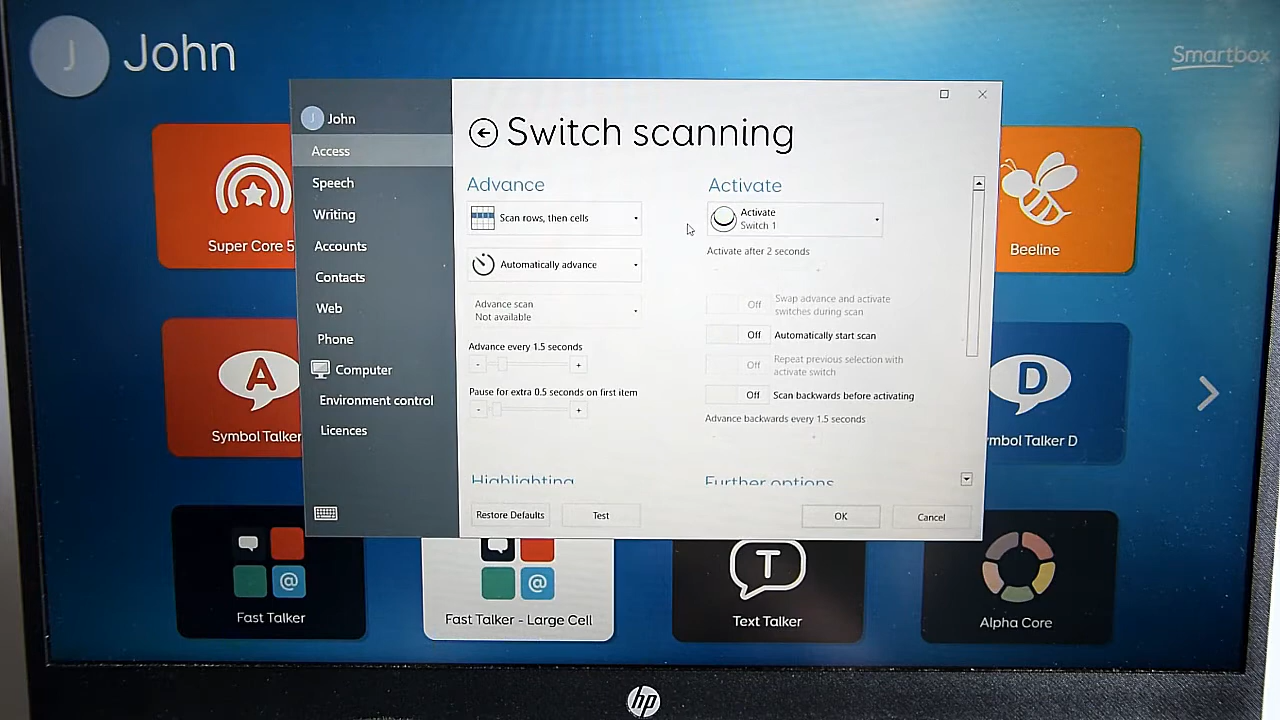 J
John
Smartbox
Super Core 5
Beeline
A
Symbol Talker
D
mbol Talker D
@
Fast Talker
@
Fast Talker - Large Cell
T
Text Talker
Alpha Core
J
John
Access
Speech
Writing
Accounts
Contacts
Web
Phone
Computer
Environment control
Licences
Switch scanning
Advance
Scan rows, then cells
Automatically advance
Advance scan
Not available
Advance every 1.5 seconds
- +
Pause for extra 0.5 seconds on first item
- +
Highlighting
Activate
Activate
Switch 1
Activate after 2 seconds
Off
Swap advance and activate
switches during scan
Off
Automatically start scan
Off
Repeat previous selection with
activate switch
Off
Scan backwards before activating
Advance backwards every 1.5 seconds
Further options
Restore Defaults
Test
OK
Cancel
hp